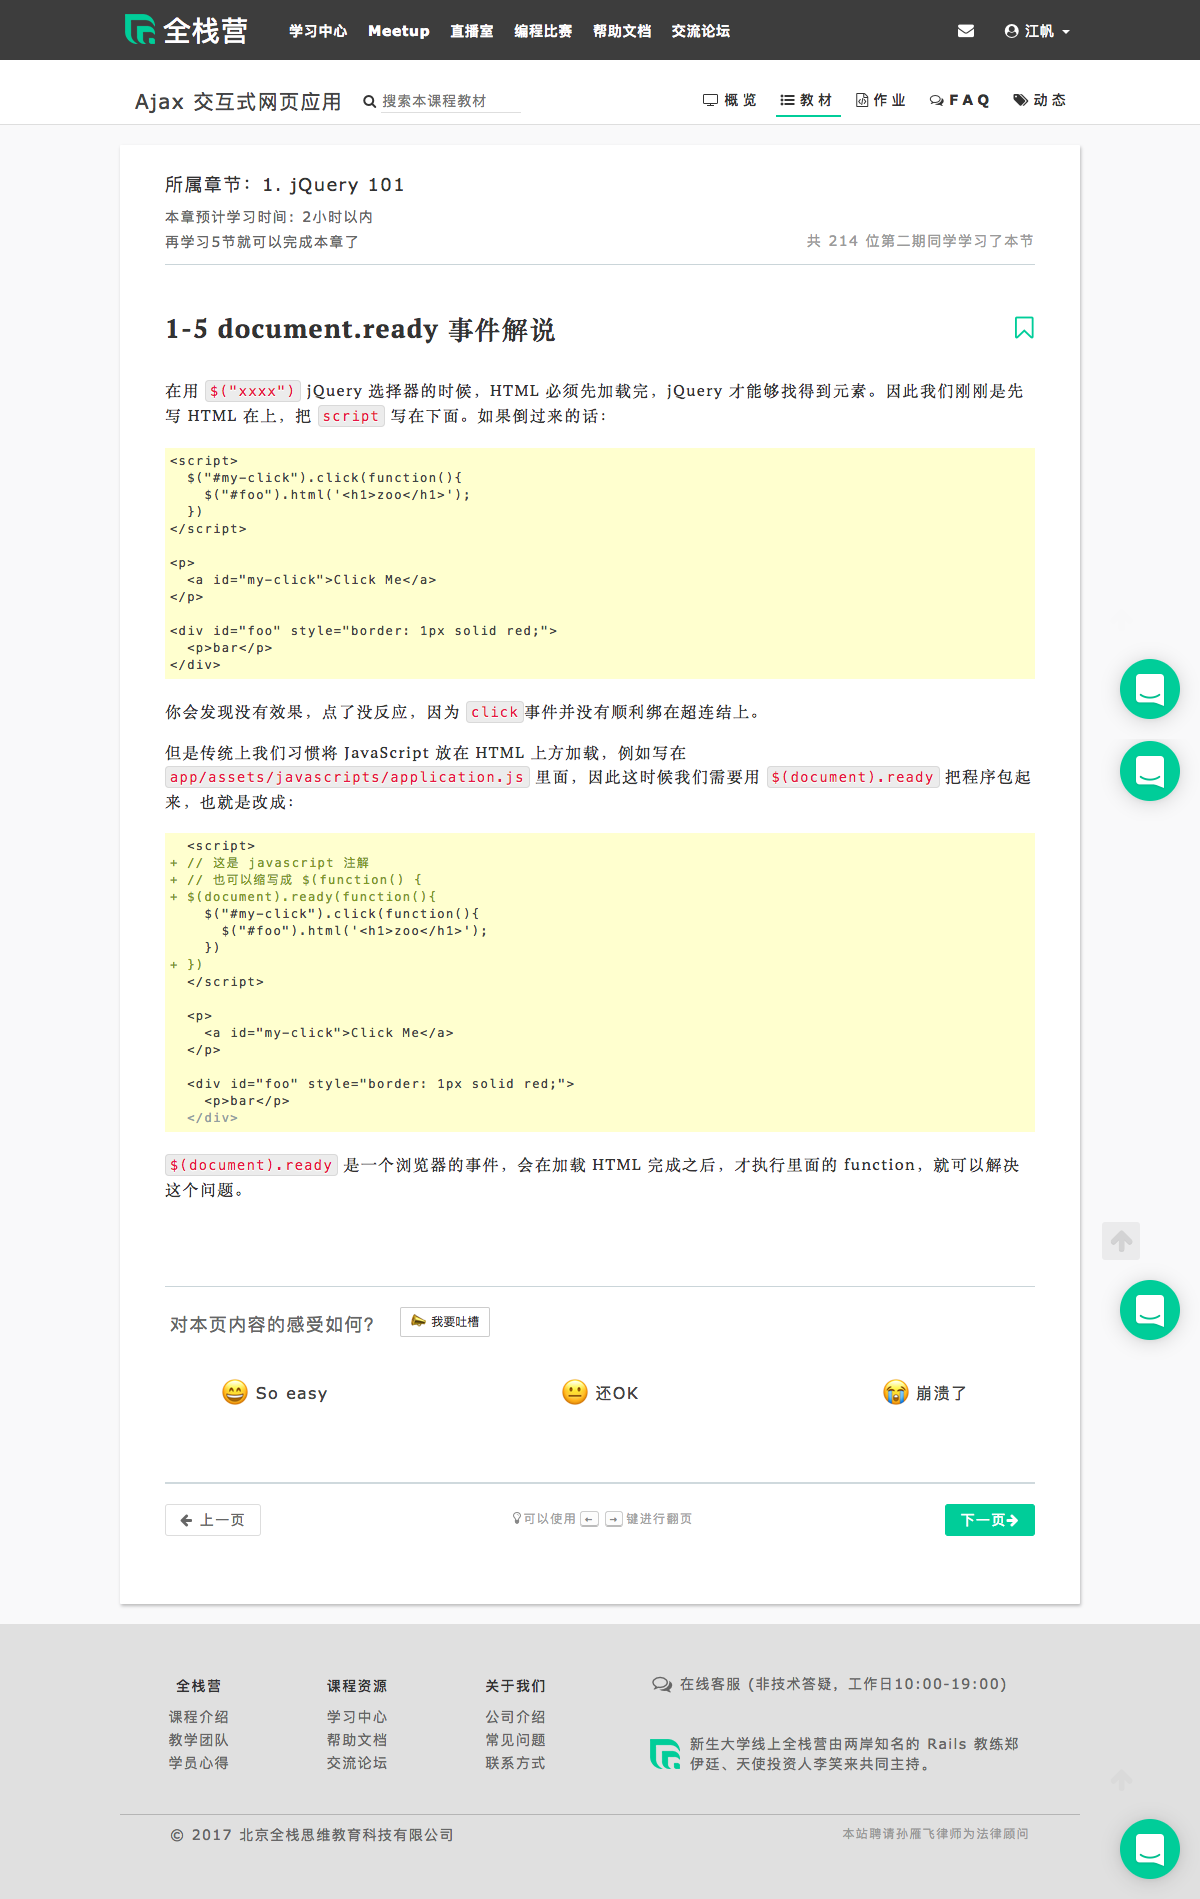 全栈营 学习中心 Meetup 直播室 编程比赛 帮助文档 交流论坛 江帆
Ajax 交互式网页应用 搜索本课程教材 概览 教材 作业 FAQ 动态
所属章节：1. jQuery 101
本章预计学习时间：2小时以内
再学习5节就可以完成本章了
共 214 位第二期同学学习了本节
1-5 document.ready 事件解说
在用 $("xxxx") jQuery 选择器的时候，HTML 必须先加载完，jQuery 才能够找得到元素。因此我们刚刚是先
写 HTML 在上，把 script 写在下面。如果倒过来的话：
<script>
  $("#my-click").click(function(){
    $("#foo").html('<h1>zoo</h1>');
  })
</script>

<p>
  <a id="my-click">Click Me</a>
</p>

<div id="foo" style="border: 1px solid red;">
  <p>bar</p>
</div>
你会发现没有效果，点了没反应，因为 click事件并没有顺利绑在超连结上。
但是传统上我们习惯将 JavaScript 放在 HTML 上方加载，例如写在
app/assets/javascripts/application.js 里面，因此这时候我们需要用 $(document).ready 把程序包起
来，也就是改成：
  <script>
+ // 这是 javascript 注解
+ // 也可以缩写成 $(function() {
+ $(document).ready(function(){
    $("#my-click").click(function(){
      $("#foo").html('<h1>zoo</h1>');
    })
+ })
  </script>

  <p>
    <a id="my-click">Click Me</a>
  </p>

  <div id="foo" style="border: 1px solid red;">
    <p>bar</p>
  </div>
$(document).ready 是一个浏览器的事件，会在加载 HTML 完成之后，才执行里面的 function，就可以解决
这个问题。
对本页内容的感受如何? 我要吐槽
So easy 还OK 崩溃了
← 上一页 可以使用 ← → 键进行翻页 下一页→
全栈营 课程资源 关于我们
课程介绍 学习中心 公司介绍
教学团队 帮助文档 常见问题
学员心得 交流论坛 联系方式
在线客服 (非技术答疑，工作日10:00-19:00)
新生大学线上全栈营由两岸知名的 Rails 教练郑
伊廷、天使投资人李笑来共同主持。
© 2017 北京全栈思维教育科技有限公司
本站聘请孙雁飞律师为法律顾问